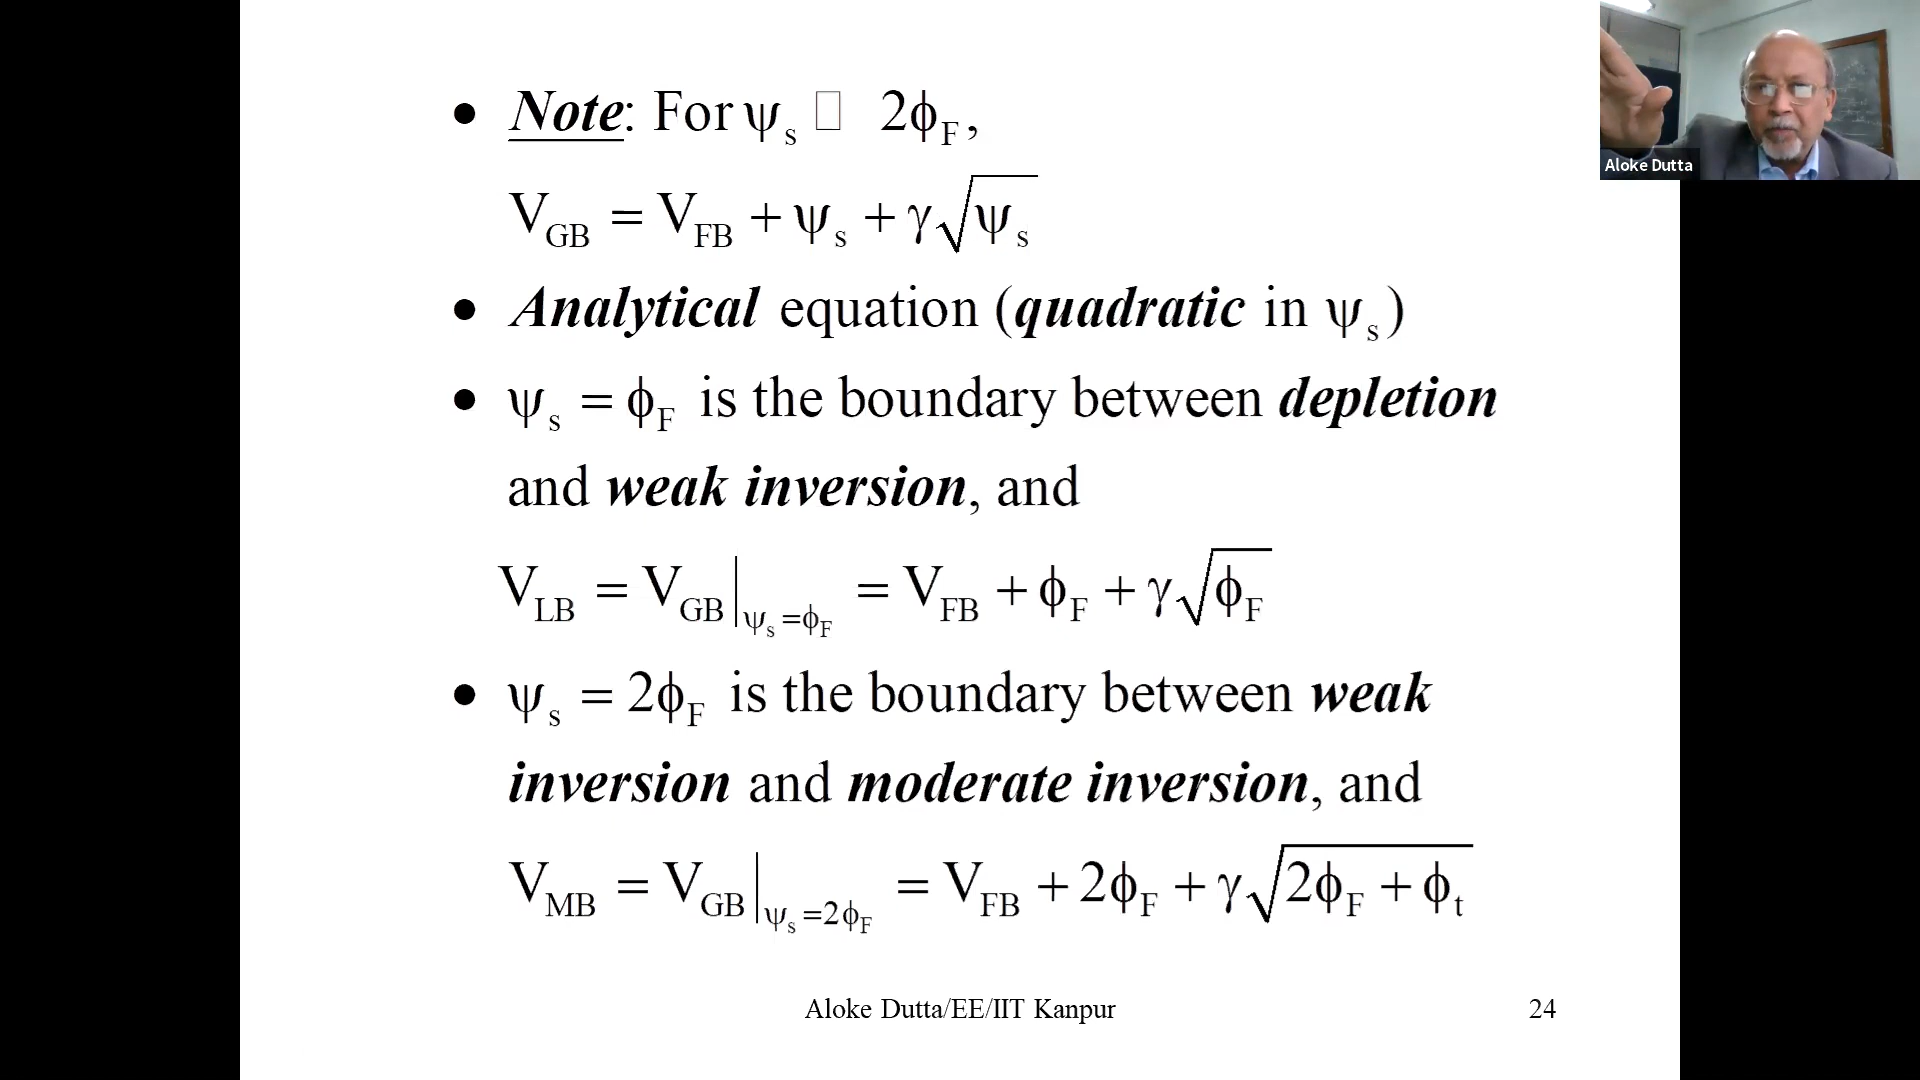 • Note: For ψs □ 2ϕF,
VGB = VFB + ψs + γ√ψs
• Analytical equation (quadratic in ψs)
• ψs = ϕF is the boundary between depletion
and weak inversion, and
VLB = VGB|ψs=ϕF = VFB + ϕF + γ√ϕF
• ψs = 2ϕF is the boundary between weak
inversion and moderate inversion, and
VMB = VGB|ψs=2ϕF = VFB + 2ϕF + γ√2ϕF + ϕt
Aloke Dutta/EE/IIT Kanpur
24
Aloke Dutta